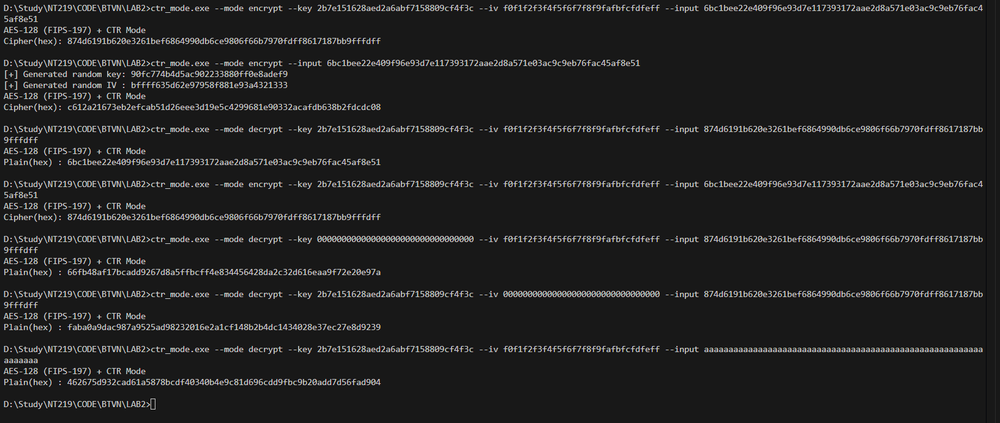 D:\Study\NT219\CODE\BTVN\LAB2>ctr_mode.exe --mode encrypt --key 2b7e151628aed2a6abf7158809cf4f3c --iv f0f1f2f3f4f5f6f7f8f9fafbfcfdfeff --input 6bc1bee22e409f96e93d7e117393172aae2d8a571e03ac9c9eb76fac4
5af8e51
AES-128 (FIPS-197) + CTR Mode
Cipher(hex): 874d6191b620e3261bef6864990db6ce9806f66b7970fdff8617187bb9fffdff

D:\Study\NT219\CODE\BTVN\LAB2>ctr_mode.exe --mode encrypt --input 6bc1bee22e409f96e93d7e117393172aae2d8a571e03ac9c9eb76fac45af8e51
[+] Generated random key: 90fc774b4d5ac902233880ff0e8adef9
[+] Generated random IV : bffff635d62e97958f881e93a4321333
AES-128 (FIPS-197) + CTR Mode
Cipher(hex): c612a21673eb2efcab51d26eee3d19e5c4299681e90332acafdb638b2fdcdc08

D:\Study\NT219\CODE\BTVN\LAB2>ctr_mode.exe --mode decrypt --key 2b7e151628aed2a6abf7158809cf4f3c --iv f0f1f2f3f4f5f6f7f8f9fafbfcfdfeff --input 874d6191b620e3261bef6864990db6ce9806f66b7970fdff8617187bb
9fffdff
AES-128 (FIPS-197) + CTR Mode
Plain(hex) : 6bc1bee22e409f96e93d7e117393172aae2d8a571e03ac9c9eb76fac45af8e51

D:\Study\NT219\CODE\BTVN\LAB2>ctr_mode.exe --mode encrypt --key 2b7e151628aed2a6abf7158809cf4f3c --iv f0f1f2f3f4f5f6f7f8f9fafbfcfdfeff --input 6bc1bee22e409f96e93d7e117393172aae2d8a571e03ac9c9eb76fac4
5af8e51
AES-128 (FIPS-197) + CTR Mode
Cipher(hex): 874d6191b620e3261bef6864990db6ce9806f66b7970fdff8617187bb9fffdff

D:\Study\NT219\CODE\BTVN\LAB2>ctr_mode.exe --mode decrypt --key 00000000000000000000000000000000 --iv f0f1f2f3f4f5f6f7f8f9fafbfcfdfeff --input 874d6191b620e3261bef6864990db6ce9806f66b7970fdff8617187bb
9fffdff
AES-128 (FIPS-197) + CTR Mode
Plain(hex) : 66fb48af17bcadd9267d8a5ffbcff4e834456428da2c32d616eaa9f72e20e97a

D:\Study\NT219\CODE\BTVN\LAB2>ctr_mode.exe --mode decrypt --key 2b7e151628aed2a6abf7158809cf4f3c --iv 00000000000000000000000000000000 --input 874d6191b620e3261bef6864990db6ce9806f66b7970fdff8617187bb
9fffdff
AES-128 (FIPS-197) + CTR Mode
Plain(hex) : faba0a9dac987a9525ad98232016e2a1cf148b2b4dc1434028e37ec27e8d9239

D:\Study\NT219\CODE\BTVN\LAB2>ctr_mode.exe --mode decrypt --key 2b7e151628aed2a6abf7158809cf4f3c --iv f0f1f2f3f4f5f6f7f8f9fafbfcfdfeff --input aaaaaaaaaaaaaaaaaaaaaaaaaaaaaaaaaaaaaaaaaaaaaaaaaaaaaaaaa
aaaaaaa
AES-128 (FIPS-197) + CTR Mode
Plain(hex) : 462675d932cad61a5878bcdf40340b4e9c81d696cdd9fbc9b20add7d56fad904

D:\Study\NT219\CODE\BTVN\LAB2>